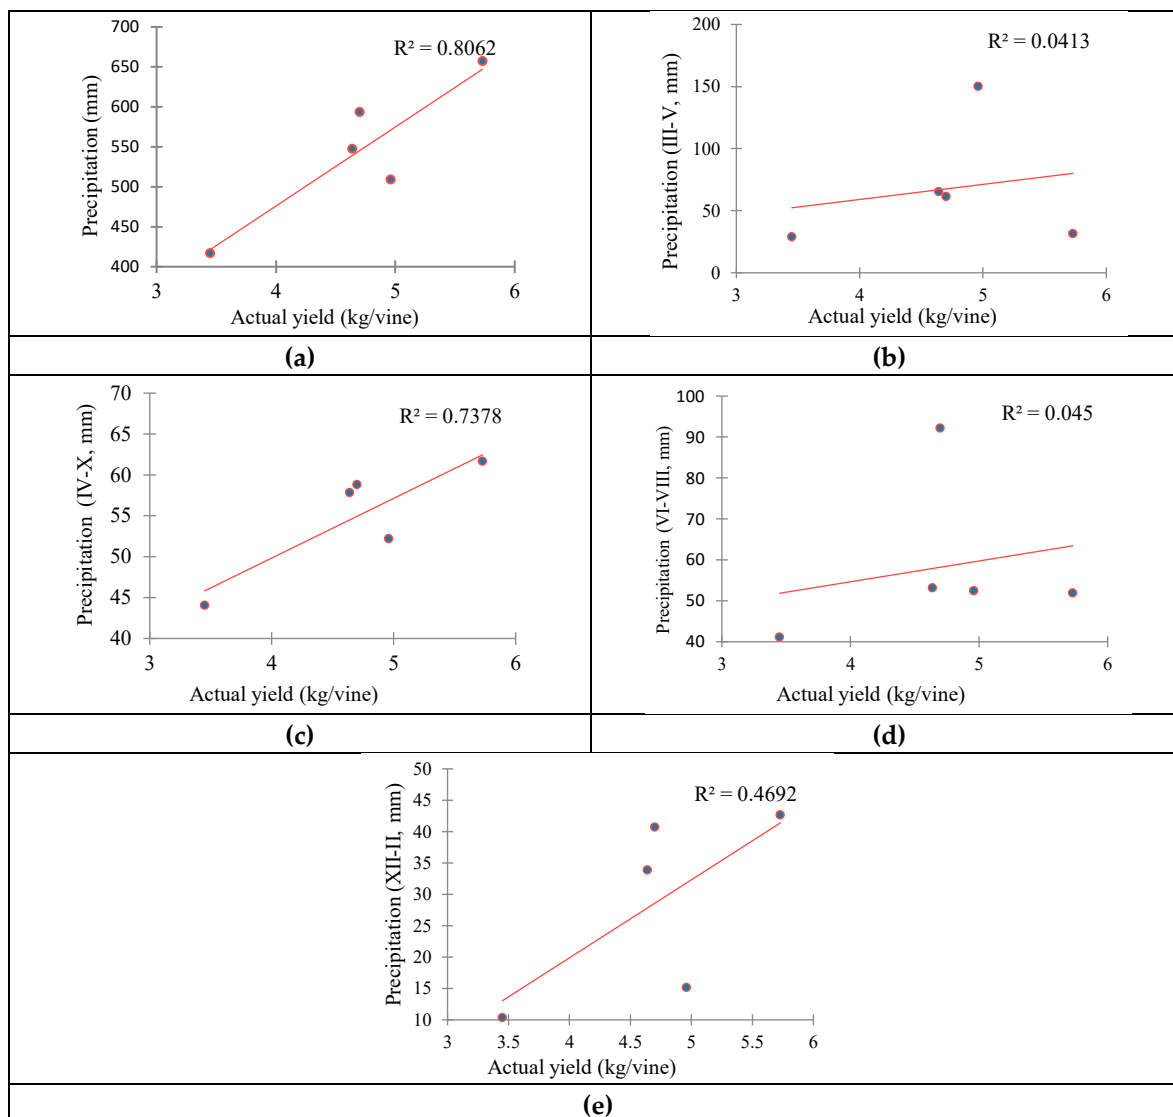 R² = 0.8062
Precipitation (mm)
700
650
600
550
500
450
400
3 4 5 6
Actual yield (kg/vine)
(a)
R² = 0.0413
Precipitation (III-V, mm)
200
150
100
50
0
3 4 5 6
Actual yield (kg/vine)
(b)
R² = 0.7378
Precipitation (IV-X, mm)
70
65
60
55
50
45
40
3 4 5 6
Actual yield (kg/vine)
(c)
R² = 0.045
Precipitation (VI-VIII, mm)
100
90
80
70
60
50
40
3 4 5 6
Actual yield (kg/vine)
(d)
R² = 0.4692
Precipitation (XII-II, mm)
50
45
40
35
30
25
20
15
10
3 3.5 4 4.5 5 5.5 6
Actual yield (kg/vine)
(e)